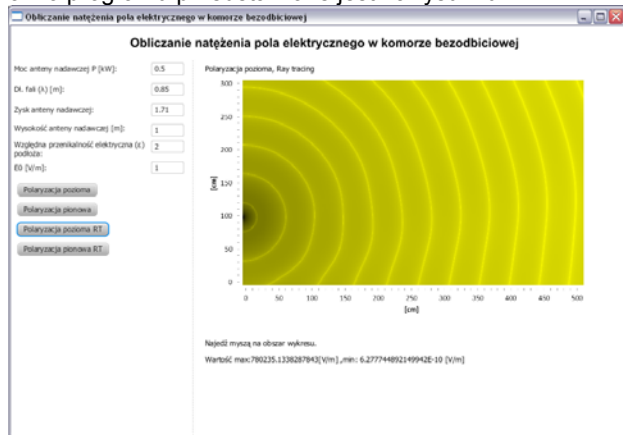 Obliczanie natężenia pola elektrycznego w komorze bezodbiciowej
Obliczanie natężenia pola elektrycznego w komorze bezodbiciowej
Moc anteny nadawczej P [kW]: 0.5
Dł. fali (λ) [m]: 0.85
Zysk anteny nadawczej: 1.71
Wysokość anteny nadawczej [m]: 1
Względna przenikalność elektryczna (ε) podłoża: 2
E0 [V/m]: 1
Polaryzacja pozioma
Polaryzacja pionowa
Polaryzacja pozioma RT
Polaryzacja pionowa RT
Polaryzacja pozioma, Ray tracing
300
250
200
150
100
50
0
[cm]
0 50 100 150 200 250 300 350 400 450 500
[cm]
Najedź myszą na obszar wykresu.
Wartość max:780235.1338287843[V/m] ,min: 6.277744892149942E-10 [V/m]